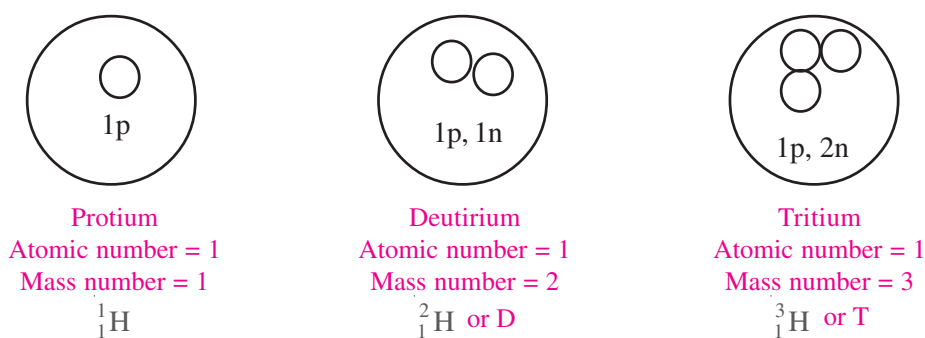 1p
1p, 1n
1p, 2n
Protium
Atomic number = 1
Mass number = 1
¹₁H
Deutirium
Atomic number = 1
Mass number = 2
²₁H or D
Tritium
Atomic number = 1
Mass number = 3
³₁H or T